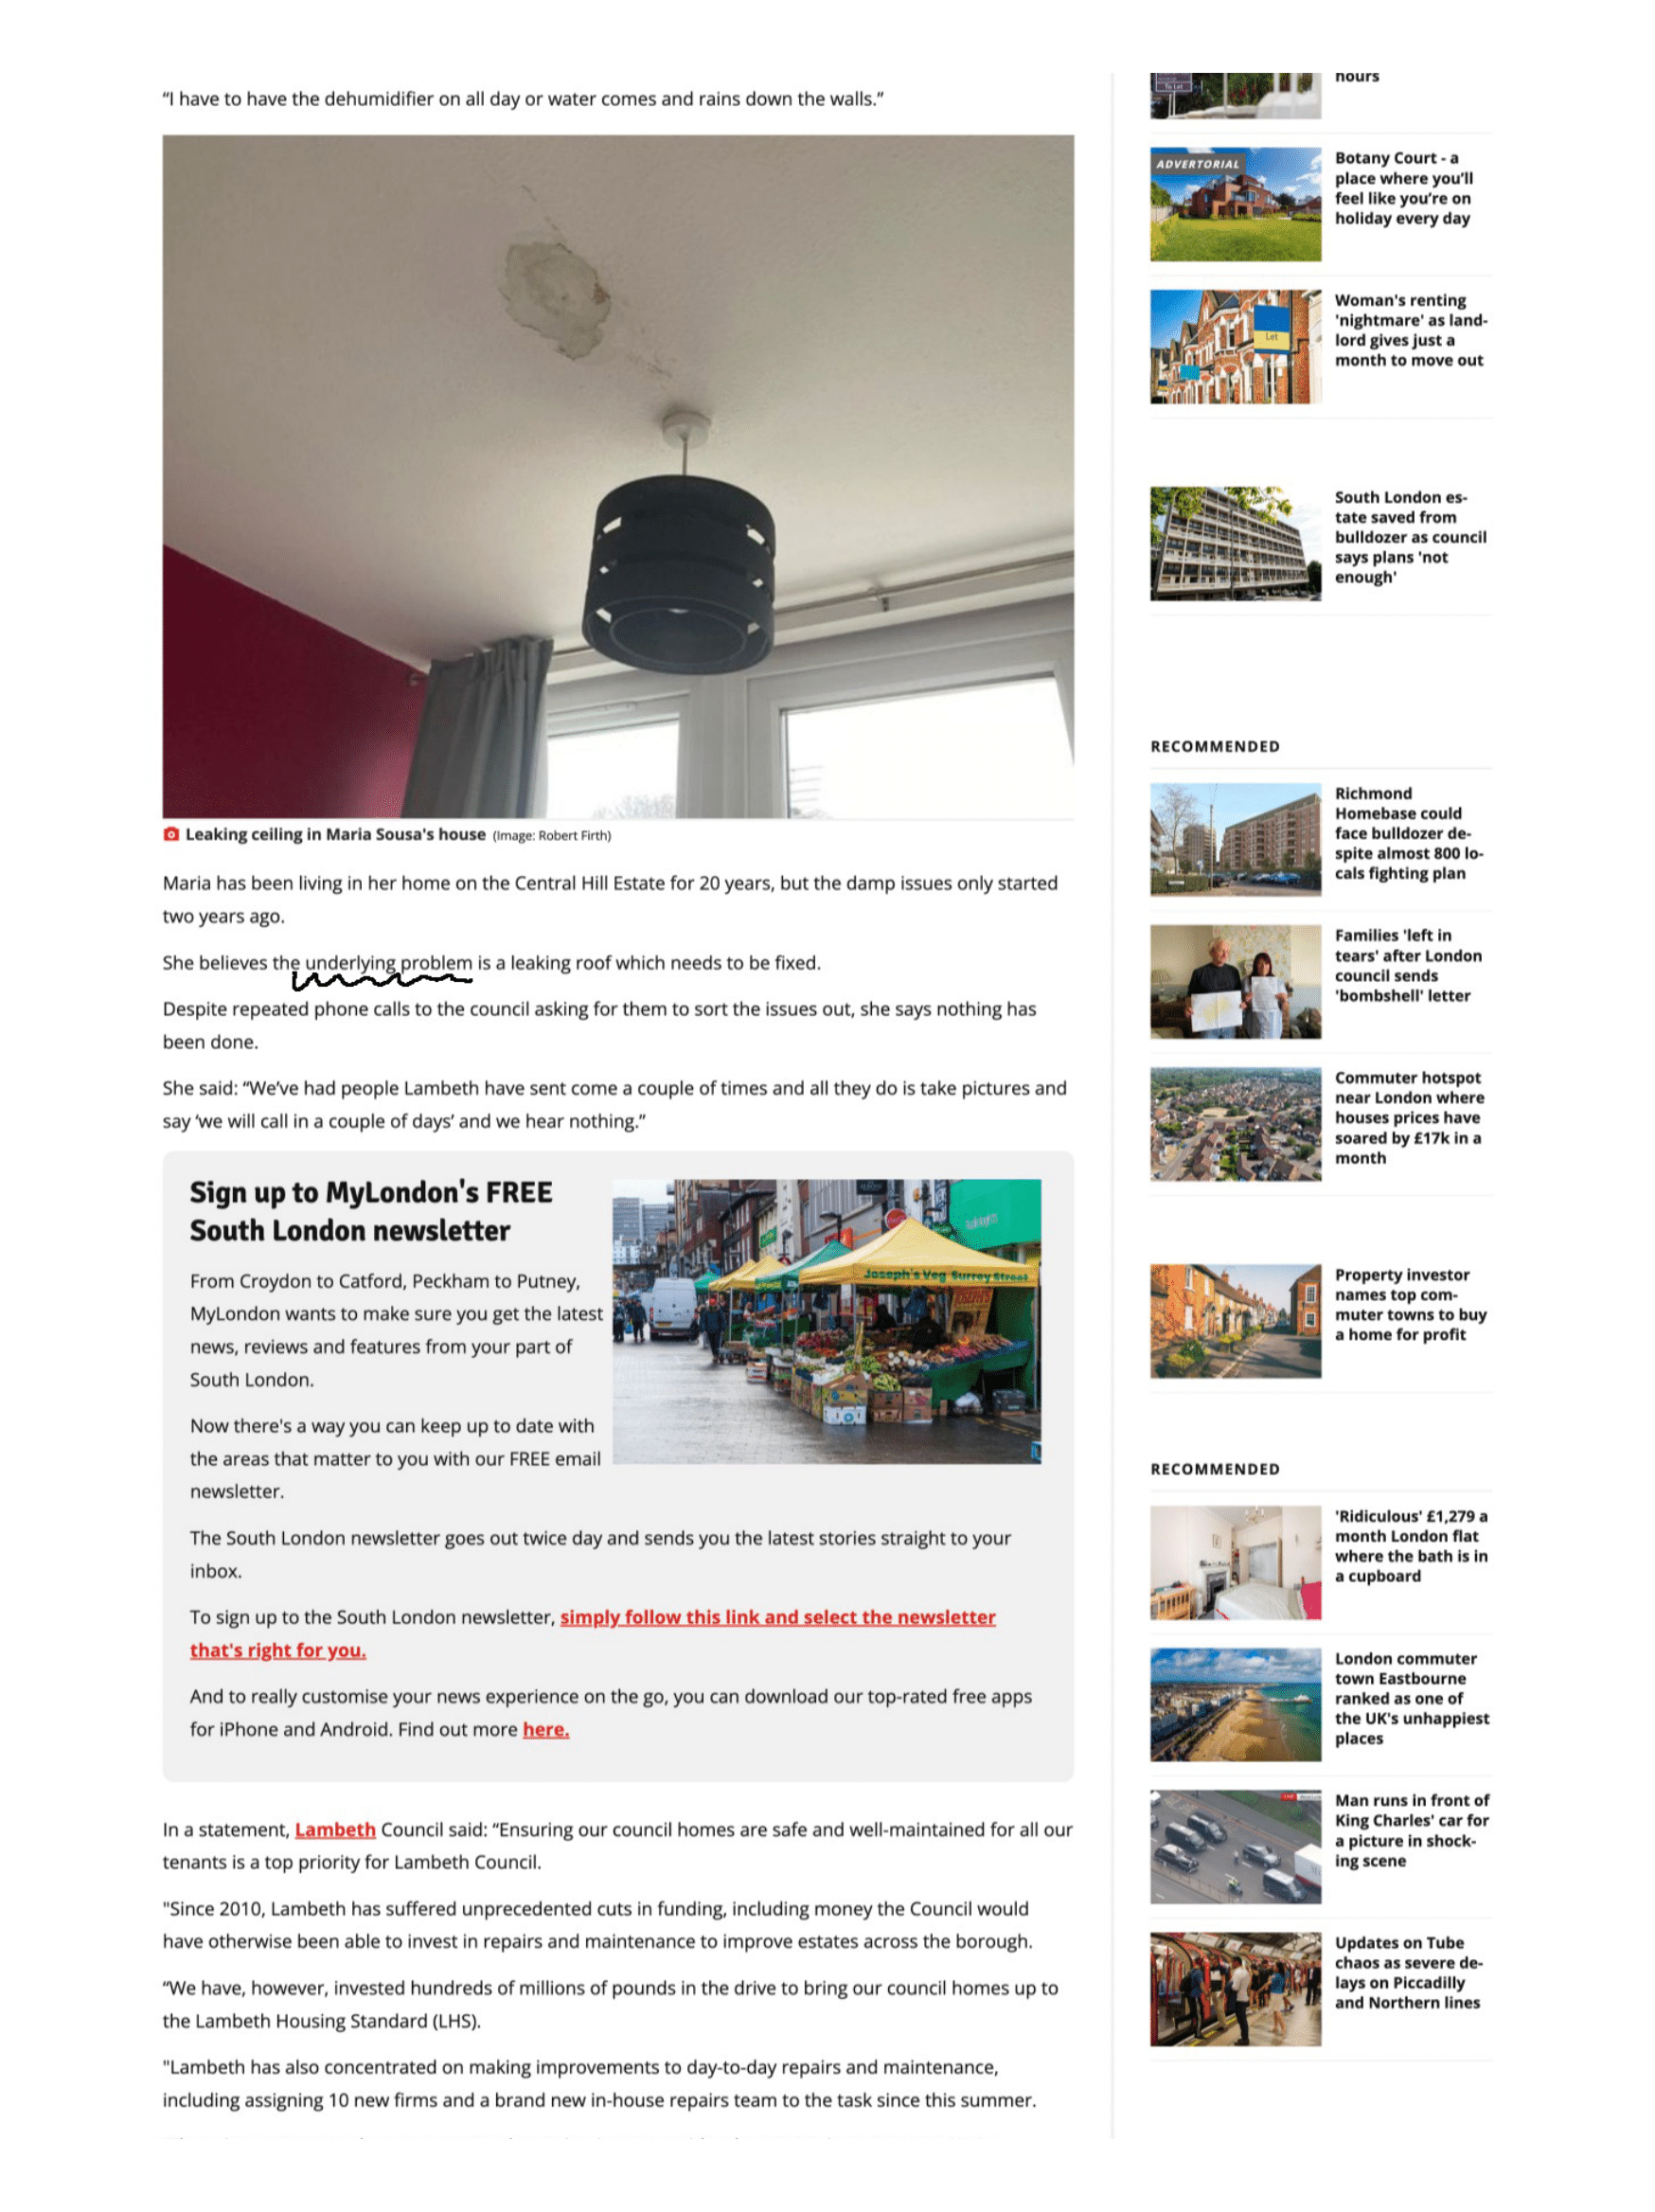 “I have to have the dehumidifier on all day or water comes and rains down the walls.”
Leaking ceiling in Maria Sousa's house (Image: Robert Firth)
Maria has been living in her home on the Central Hill Estate for 20 years, but the damp issues only started
two years ago.
She believes the underlying problem is a leaking roof which needs to be fixed.
Despite repeated phone calls to the council asking for them to sort the issues out, she says nothing has
been done.
She said: “We’ve had people Lambeth have sent come a couple of times and all they do is take pictures and
say ‘we will call in a couple of days’ and we hear nothing.”
Sign up to MyLondon's FREE
South London newsletter
From Croydon to Catford, Peckham to Putney,
MyLondon wants to make sure you get the latest
news, reviews and features from your part of
South London.
Now there's a way you can keep up to date with
the areas that matter to you with our FREE email
newsletter.
Joseph's Veg Surrey Street
The South London newsletter goes out twice day and sends you the latest stories straight to your
inbox.
To sign up to the South London newsletter, simply follow this link and select the newsletter
that's right for you.
And to really customise your news experience on the go, you can download our top-rated free apps
for iPhone and Android. Find out more here.
In a statement, Lambeth Council said: “Ensuring our council homes are safe and well-maintained for all our
tenants is a top priority for Lambeth Council.
"Since 2010, Lambeth has suffered unprecedented cuts in funding, including money the Council would
have otherwise been able to invest in repairs and maintenance to improve estates across the borough.
“We have, however, invested hundreds of millions of pounds in the drive to bring our council homes up to
the Lambeth Housing Standard (LHS).
"Lambeth has also concentrated on making improvements to day-to-day repairs and maintenance,
including assigning 10 new firms and a brand new in-house repairs team to the task since this summer.
To Let
hours
ADVERTORIAL
Botany Court - a
place where you’ll
feel like you’re on
holiday every day
Let
Woman's renting
'nightmare' as land-
lord gives just a
month to move out
South London es-
tate saved from
bulldozer as council
says plans 'not
enough'
RECOMMENDED
Richmond
Homebase could
face bulldozer de-
spite almost 800 lo-
cals fighting plan
Families 'left in
tears' after London
council sends
'bombshell' letter
Commuter hotspot
near London where
houses prices have
soared by £17k in a
month
Property investor
names top com-
muter towns to buy
a home for profit
RECOMMENDED
'Ridiculous' £1,279 a
month London flat
where the bath is in
a cupboard
London commuter
town Eastbourne
ranked as one of
the UK's unhappiest
places
Man runs in front of
King Charles' car for
a picture in shock-
ing scene
Updates on Tube
chaos as severe de-
lays on Piccadilly
and Northern lines